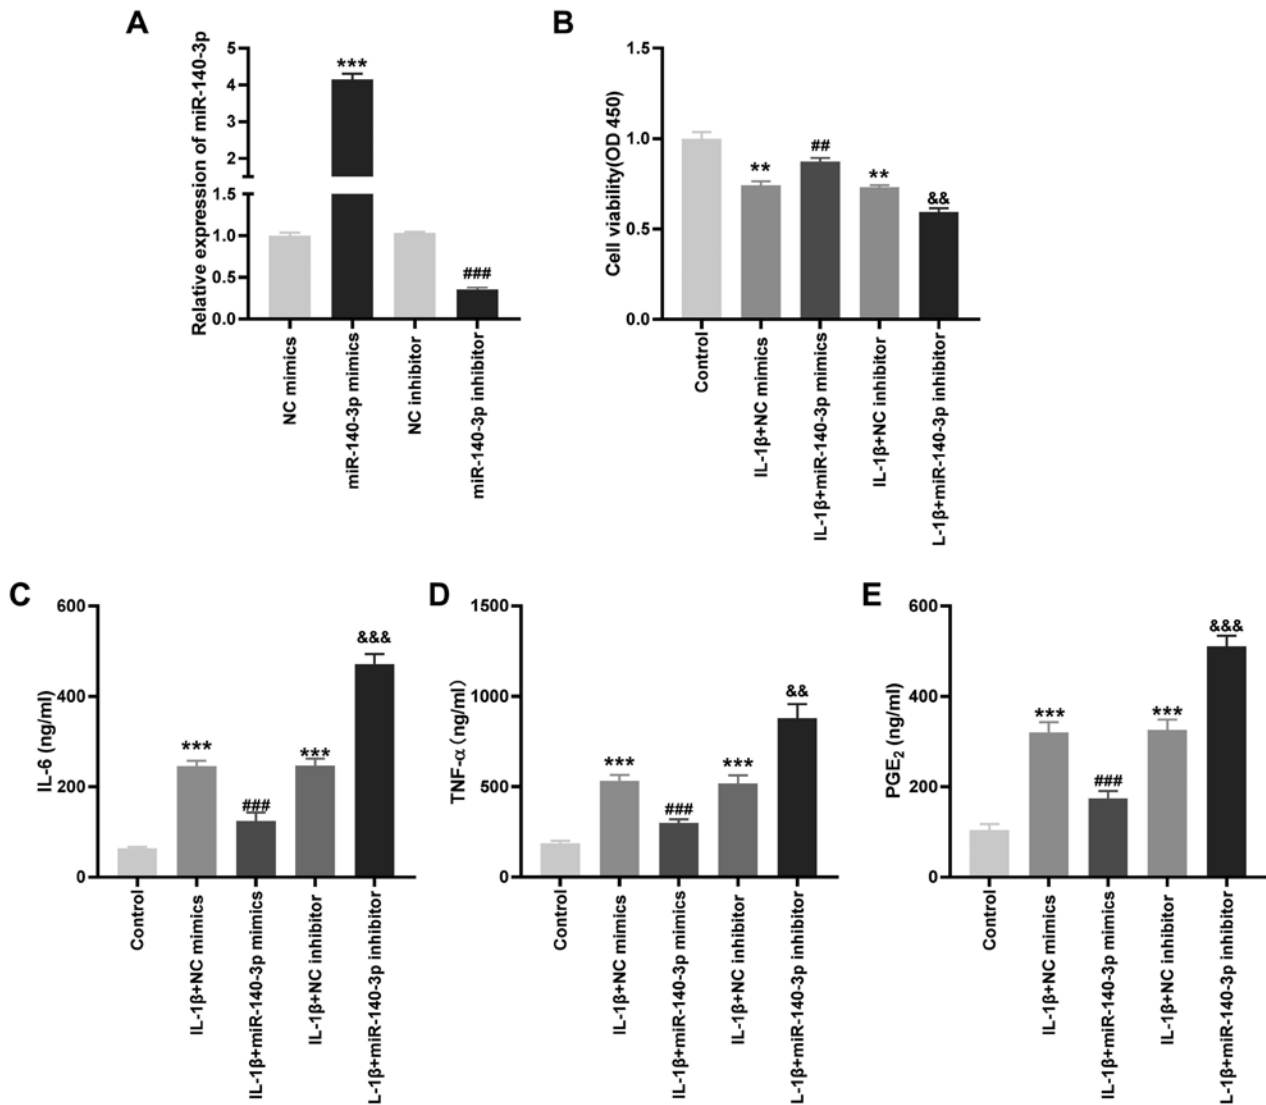 A
Relative expression of miR-140-3p
5
4
3
2
1.5
1.0
0.5
0.0
***
###
NC mimics
miR-140-3p mimics
NC inhibitor
miR-140-3p inhibitor
B
Cell viability(OD 450)
1.5
1.0
0.5
0.0
**
##
**
&&
Control
IL-1β+NC mimics
IL-1β+miR-140-3p mimics
IL-1β+NC inhibitor
L-1β+miR-140-3p inhibitor
C
IL-6 (ng/ml)
600
400
200
0
***
###
***
&&&
Control
IL-1β+NC mimics
IL-1β+miR-140-3p mimics
IL-1β+NC inhibitor
L-1β+miR-140-3p inhibitor
D
TNF-α（ng/ml）
1500
1000
500
0
***
###
***
&&
Control
IL-1β+NC mimics
IL-1β+miR-140-3p mimics
IL-1β+NC inhibitor
L-1β+miR-140-3p inhibitor
E
PGE₂ (ng/ml)
600
400
200
0
***
###
***
&&&
Control
IL-1β+NC mimics
IL-1β+miR-140-3p mimics
IL-1β+NC inhibitor
L-1β+miR-140-3p inhibitor